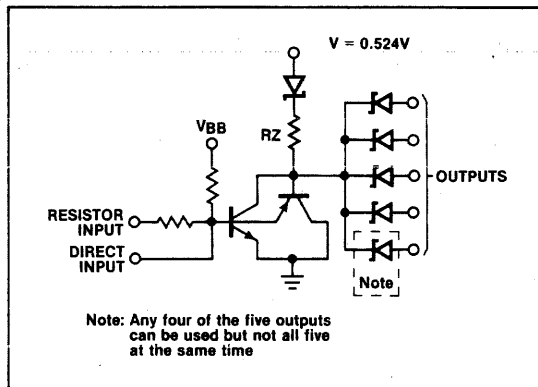 V = 0.524V
VBB
RZ
OUTPUTS
RESISTOR
INPUT
DIRECT
INPUT
Note
Note: Any four of the five outputs
can be used but not all five
at the same time